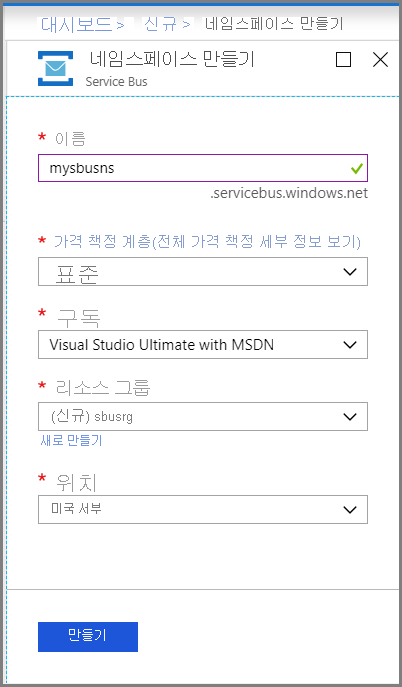 대시보드 > 신규 > 네임스페이스 만들기
네임스페이스 만들기
Service Bus
* 이름
mysbusns
.servicebus.windows.net
* 가격 책정 계층(전체 가격 책정 세부 정보 보기)
표준
* 구독
Visual Studio Ultimate with MSDN
* 리소스 그룹
(신규) sbusrg
새로 만들기
* 위치
미국 서부
만들기